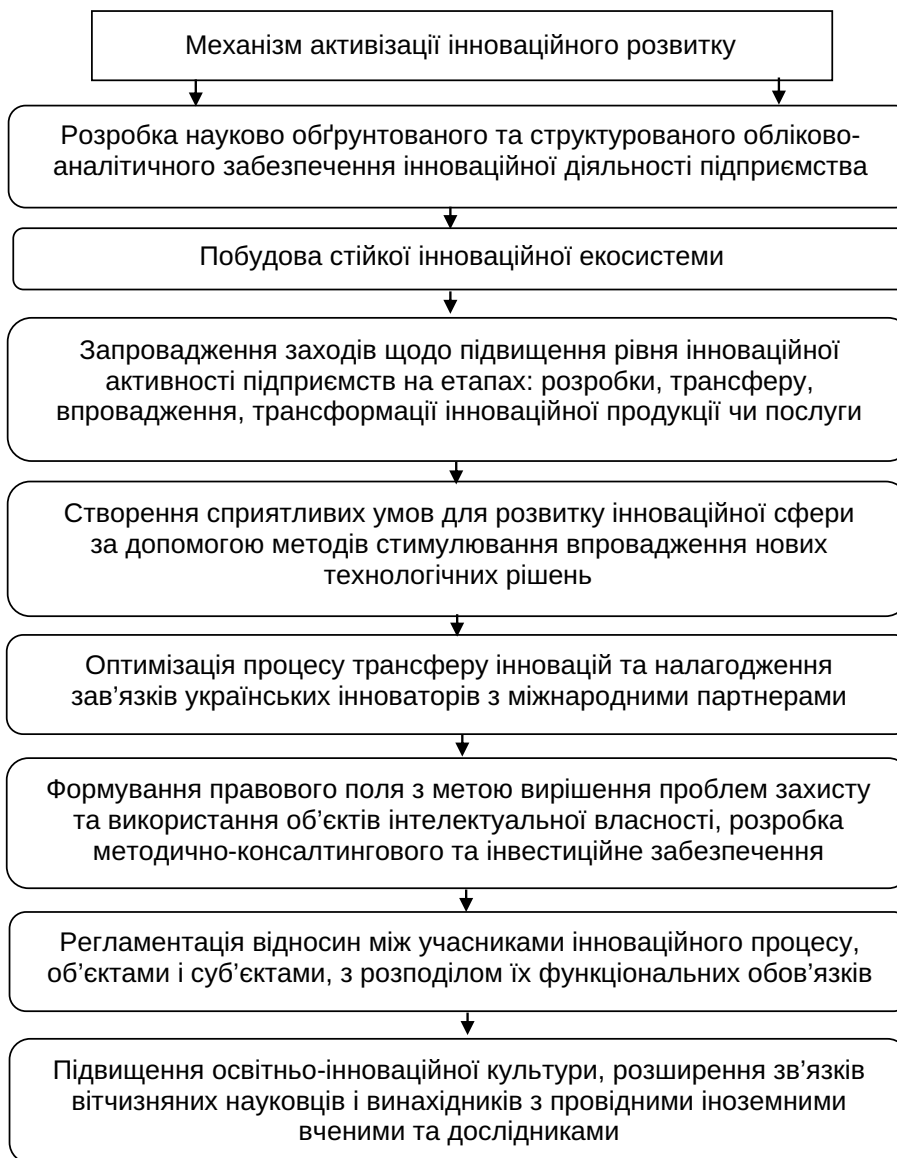 Механізм активізації інноваційного розвитку
Розробка науково обґрунтованого та структурованого обліково-
аналітичного забезпечення інноваційної діяльності підприємства
Побудова стійкої інноваційної екосистеми
Запровадження заходів щодо підвищення рівня інноваційної
активності підприємств на етапах: розробки, трансферу,
впровадження, трансформації інноваційної продукції чи послуги
Створення сприятливих умов для розвитку інноваційної сфери
за допомогою методів стимулювання впровадження нових
технологічних рішень
Оптимізація процесу трансферу інновацій та налагодження
зав’язків українських інноваторів з міжнародними партнерами
Формування правового поля з метою вирішення проблем захисту
та використання об’єктів інтелектуальної власності, розробка
методично-консалтингового та інвестиційне забезпечення
Регламентація відносин між учасниками інноваційного процесу,
об’єктами і суб’єктами, з розподілом їх функціональних обов’язків
Підвищення освітньо-інноваційної культури, розширення зв’язків
вітчизняних науковців і винахідників з провідними іноземними
вченими та дослідниками